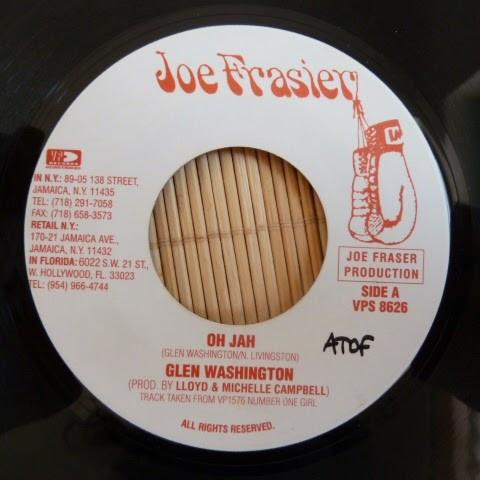 Joe Frasier
VP
RECORDS
IN N.Y.: 89-05 138 STREET,
JAMAICA, N.Y. 11435
TEL: (718) 291-7058
FAX: (718) 658-3573
RETAIL N.Y.:
170-21 JAMAICA AVE.,
JAMAICA, N.Y. 11432
IN FLORIDA: 6022 S.W. 21 ST.,
W. HOLLYWOOD, FL. 33023
TEL: (954) 966-4744
JOE FRASER
PRODUCTION
SIDE A
VPS 8626
OH JAH
(GLEN WASHINGTON/N. LIVINGSTON)
GLEN WASHINGTON
(PROD. BY LLOYD & MICHELLE CAMPBELL)
TRACK TAKEN FROM VP1576 NUMBER ONE GIRL
ATOF
ALL RIGHTS RESERVED.